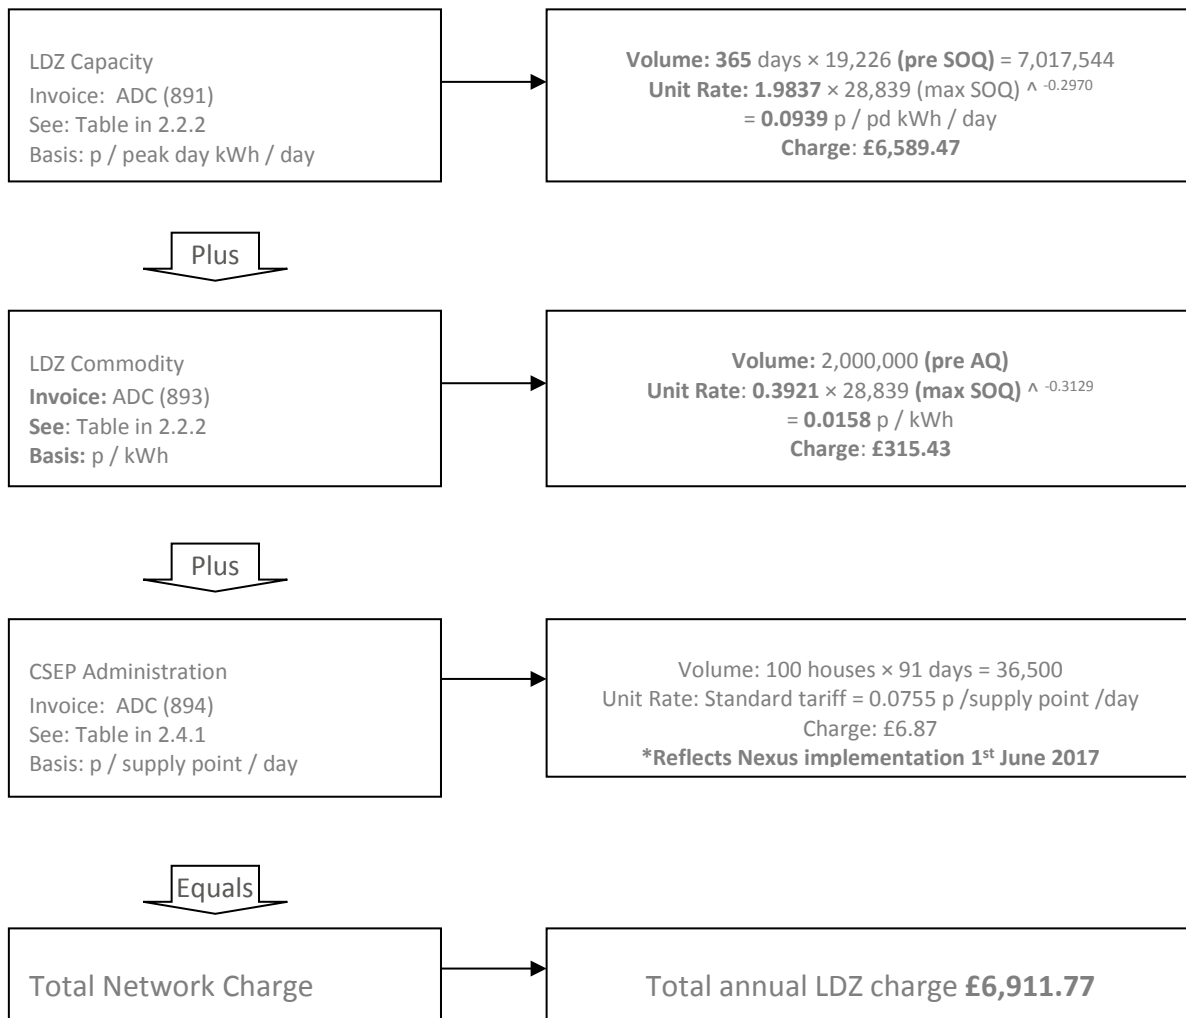 LDZ Capacity
Invoice:  ADC (891)
See: Table in 2.2.2
Basis: p / peak day kWh / day
Volume: 365 days × 19,226 (pre SOQ) = 7,017,544
Unit Rate: 1.9837 × 28,839 (max SOQ) ^ -0.2970
= 0.0939 p / pd kWh / day
Charge: £6,589.47
Plus
LDZ Commodity
Invoice: ADC (893)
See: Table in 2.2.2
Basis: p / kWh
Volume: 2,000,000 (pre AQ)
Unit Rate: 0.3921 × 28,839 (max SOQ) ^ -0.3129
= 0.0158 p / kWh
Charge: £315.43
Plus
CSEP Administration
Invoice:  ADC (894)
See: Table in 2.4.1
Basis: p / supply point / day
Volume: 100 houses × 91 days = 36,500
Unit Rate: Standard tariff = 0.0755 p /supply point /day
Charge: £6.87
*Reflects Nexus implementation 1st June 2017
Equals
Total Network Charge
Total annual LDZ charge £6,911.77